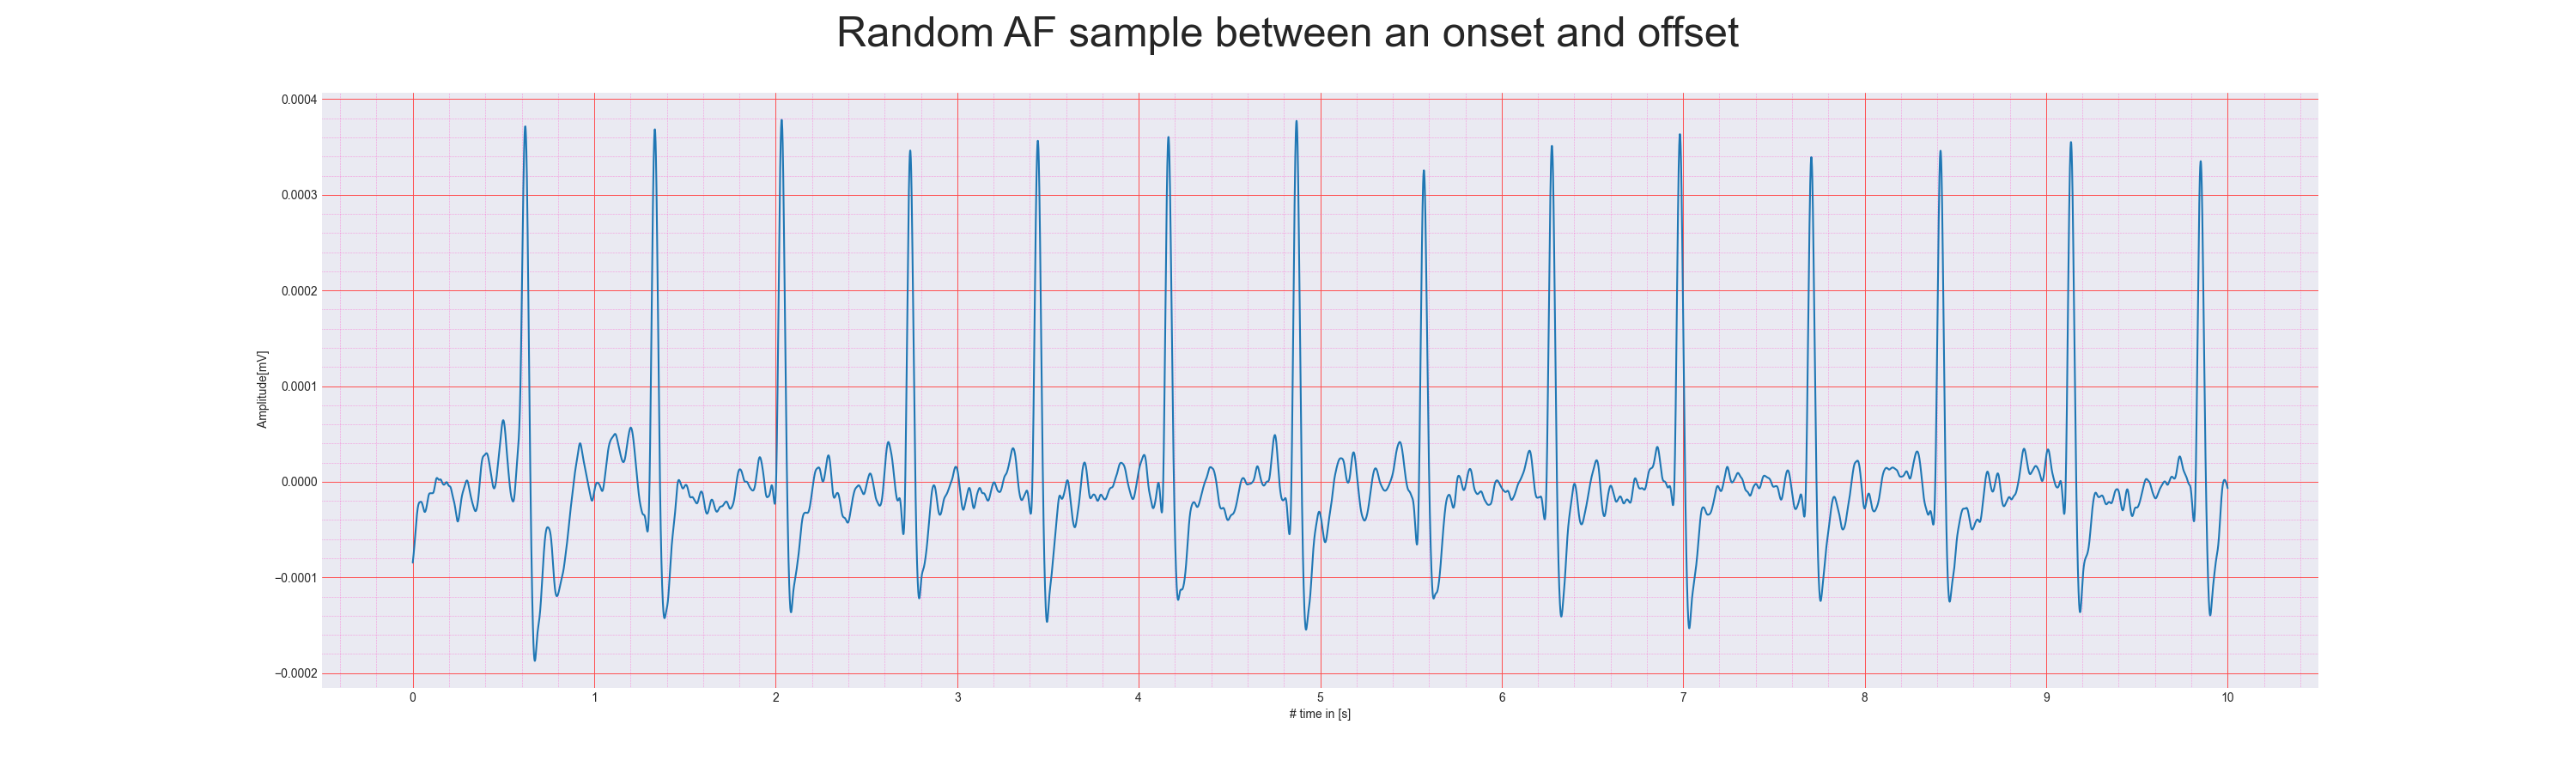 Random AF sample between an onset and offset
0.0004
0.0003
0.0002
0.0001
0.0000
−0.0001
−0.0002
Amplitude[mV]
0 1 2 3 4 5 6 7 8 9 10
# time in [s]